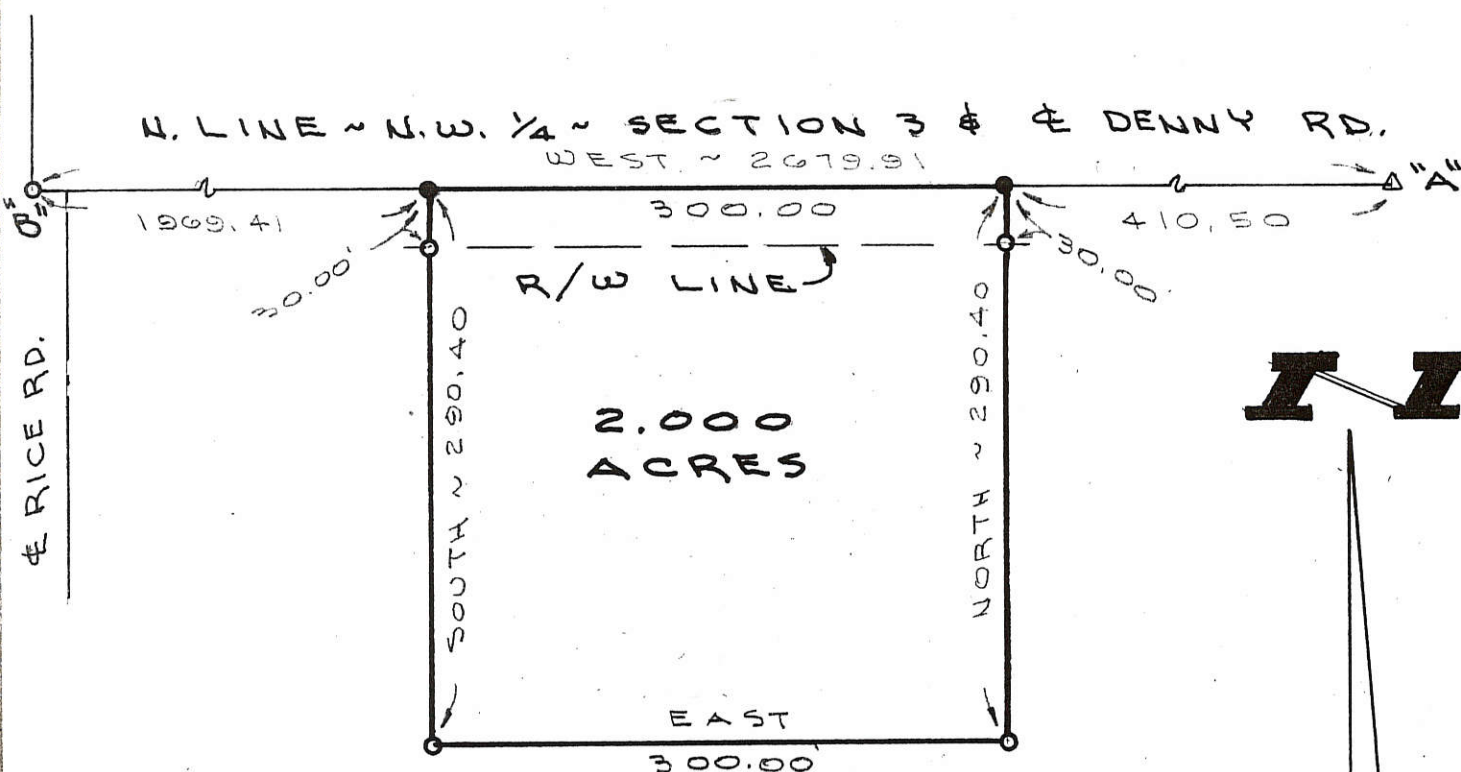 N. LINE ~ N.W. ¼ ~ SECTION 3 & ℄ DENNY RD.
WEST ~ 2679.91
"B"
"A"
1969.41
300.00
410.50
30.00'
30.00
R/W LINE
℄ RICE RD.
SOUTH ~ 290.40
NORTH ~ 290.40
2.000
ACRES
N
EAST
300.00